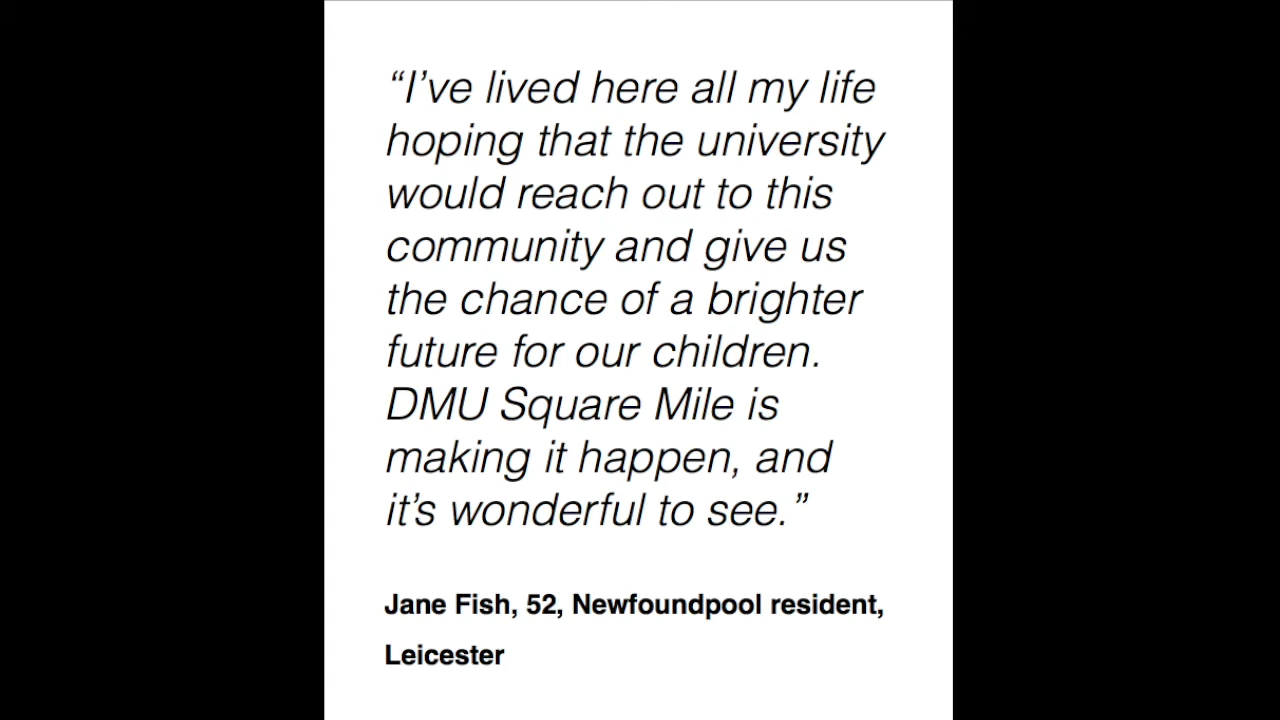 “I’ve lived here all my life
hoping that the university
would reach out to this
community and give us
the chance of a brighter
future for our children.
DMU Square Mile is
making it happen, and
it’s wonderful to see.”
Jane Fish, 52, Newfoundpool resident,
Leicester